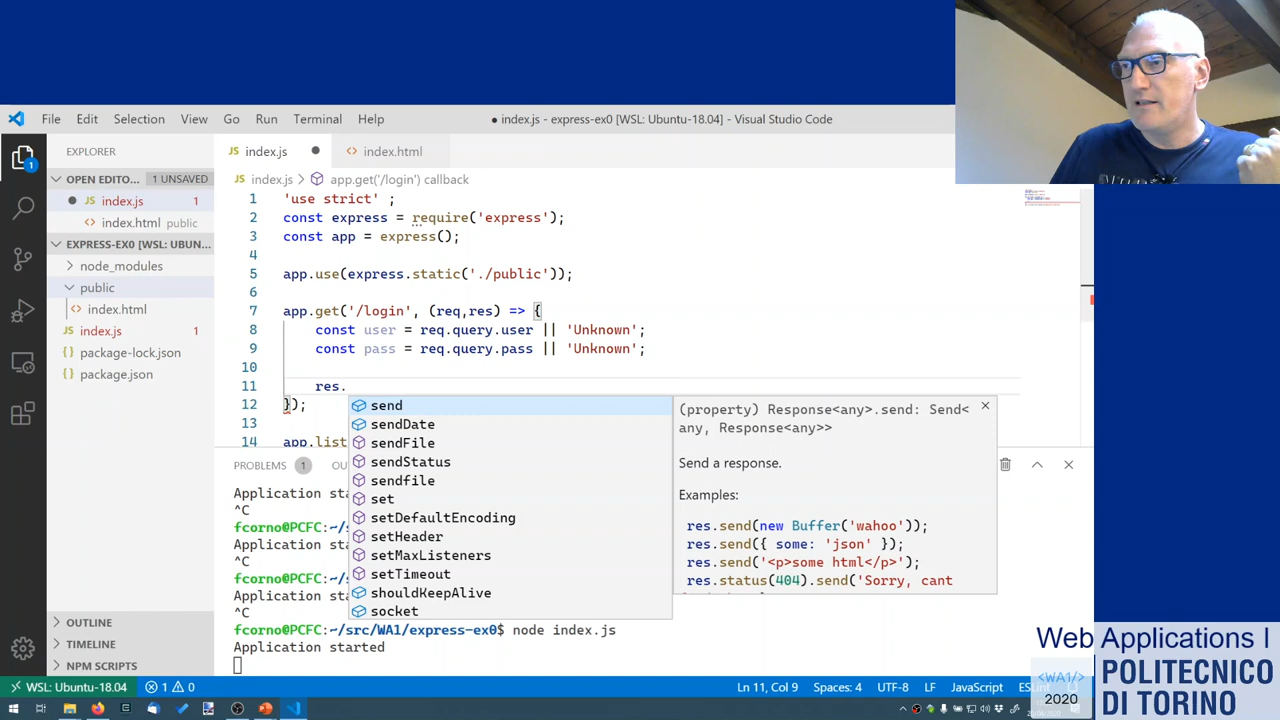 File Edit Selection View Go Run Terminal Help
● index.js - express-ex0 [WSL: Ubuntu-18.04] - Visual Studio Code
EXPLORER
JS index.js ●
<> index.html
OPEN EDITO... 1 UNSAVED
JS index.js 1
<> index.html public
EXPRESS-EX0 [WSL: UBUN...
node_modules
public
<> index.html
JS index.js 1
{} package-lock.json
{} package.json
OUTLINE
TIMELINE
NPM SCRIPTS
JS index.js > app.get('/login') callback
1 'use strict' ;
2 const express = require('express');
3 const app = express();
4
5 app.use(express.static('./public'));
6
7 app.get('/login', (req,res) => {
8 const user = req.query.user || 'Unknown';
9 const pass = req.query.pass || 'Unknown';
10
11 res.
12 });
13
14 app.list
send
sendDate
sendFile
sendStatus
sendfile
set
setDefaultEncoding
setHeader
setMaxListeners
setTimeout
shouldKeepAlive
socket
(property) Response<any>.send: Send<
any, Response<any>>
Send a response.
Examples:
res.send(new Buffer('wahoo'));
res.send({ some: 'json' });
res.send('<p>some html</p>');
res.status(404).send('Sorry, cant
PROBLEMS 1 OU
Application sta
^C
fcorno@PCFC:~/s
Application sta
^C
fcorno@PCFC:~/s
Application sta
^C
fcorno@PCFC:~/src/WA1/express-ex0$ node index.js
Application started
WSL: Ubuntu-18.04 1 0
Ln 11, Col 9 Spaces: 4 UTF-8 LF JavaScript ESLint
Web Applications I
<WA1/>
2020
POLITECNICO
DI TORINO